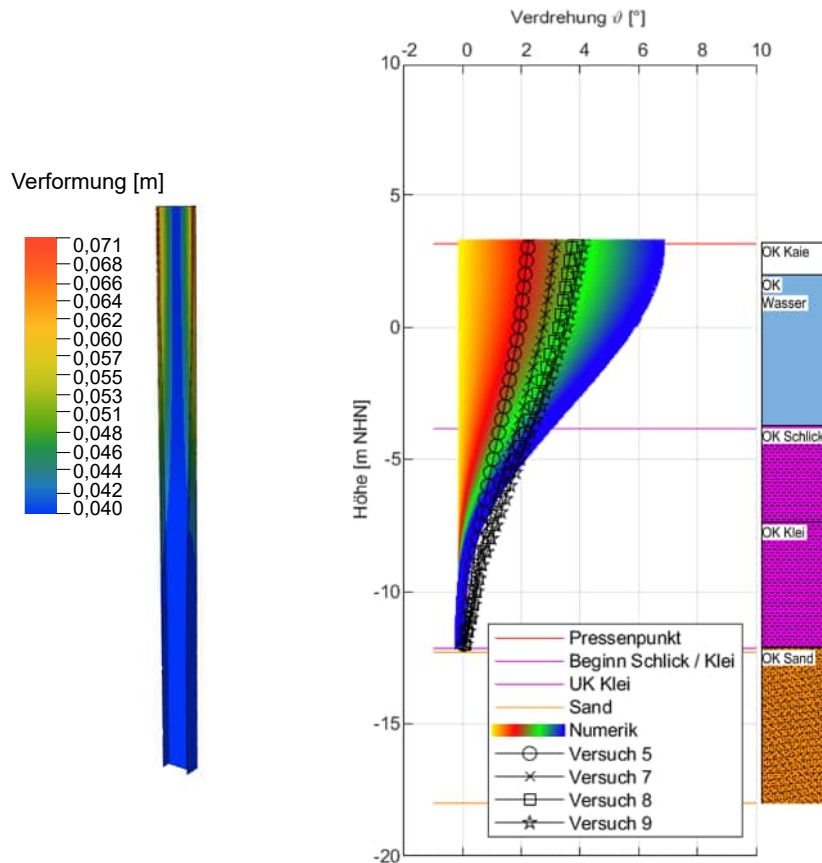 Verformung [m]
0,071
0,068
0,066
0,064
0,062
0,060
0,057
0,055
0,053
0,051
0,048
0,046
0,044
0,042
0,040
Verdrehung ϑ [°]
-2
0
2
4
6
8
10
10
5
0
-5
-10
-15
-20
Höhe [m NHN]
OK Kaie
OK
Wasser
OK Schlick
OK Klei
OK Sand
Pressenpunkt
Beginn Schlick / Klei
UK Klei
Sand
Numerik
Versuch 5
Versuch 7
Versuch 8
Versuch 9